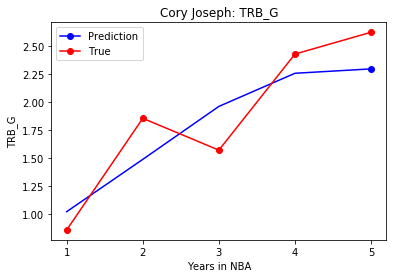 Cory Joseph: TRB_G
Prediction
True
2.50
2.25
2.00
1.75
1.50
1.25
1.00
TRB_G
1 2 3 4 5
Years in NBA